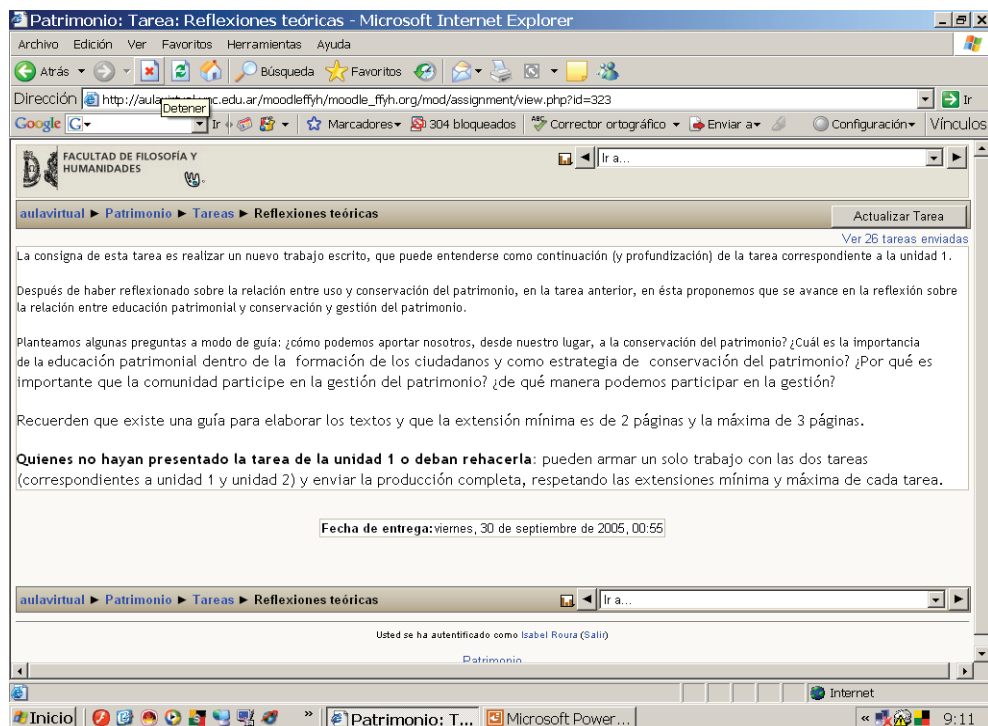 Patrimonio: Tarea: Reflexiones teóricas - Microsoft Internet Explorer
Archivo Edición Ver Favoritos Herramientas Ayuda
Atrás Búsqueda Favoritos
Dirección http://aula .edu.ar/moodleffyh/moodle_ffyh.org/mod/assignment/view.php?id=323 Ir
Detener
Google G Ir Marcadores 304 bloqueados ABC Corrector ortográfico Enviar a Configuración Vínculos
FACULTAD DE FILOSOFÍA Y
HUMANIDADES
Ir a...
aulavirtual ► Patrimonio ► Tareas ► Reflexiones teóricas Actualizar Tarea
Ver 26 tareas enviadas
La consigna de esta tarea es realizar un nuevo trabajo escrito, que puede entenderse como continuación (y profundización) de la tarea correspondiente a la unidad 1.
Después de haber reflexionado sobre la relación entre uso y conservación del patrimonio, en la tarea anterior, en ésta proponemos que se avance en la reflexión sobre
la relación entre educación patrimonial y conservación y gestión del patrimonio.
Planteamos algunas preguntas a modo de guía: ¿cómo podemos aportar nosotros, desde nuestro lugar, a la conservación del patrimonio? ¿Cuál es la importancia
de la educación patrimonial dentro de la formación de los ciudadanos y como estrategia de conservación del patrimonio? ¿Por qué es
importante que la comunidad participe en la gestión del patrimonio? ¿de qué manera podemos participar en la gestión?
Recuerden que existe una guía para elaborar los textos y que la extensión mínima es de 2 páginas y la máxima de 3 páginas.
Quienes no hayan presentado la tarea de la unidad 1 o deban rehacerla: pueden armar un solo trabajo con las dos tareas
(correspondientes a unidad 1 y unidad 2) y enviar la producción completa, respetando las extensiones mínima y máxima de cada tarea.
Fecha de entrega: viernes, 30 de septiembre de 2005, 00:55
aulavirtual ► Patrimonio ► Tareas ► Reflexiones teóricas Ir a...
Usted se ha autentificado como Isabel Roura (Salir)
Patrimonio
Internet
Inicio » Patrimonio: T... Microsoft Power... « 9:11